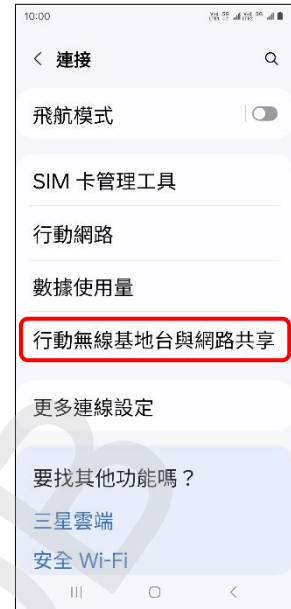 10:00
連接
飛航模式
SIM 卡管理工具
行動網路
數據使用量
行動無線基地台與網路共享
更多連線設定
要找其他功能嗎？
三星雲端
安全 Wi-Fi